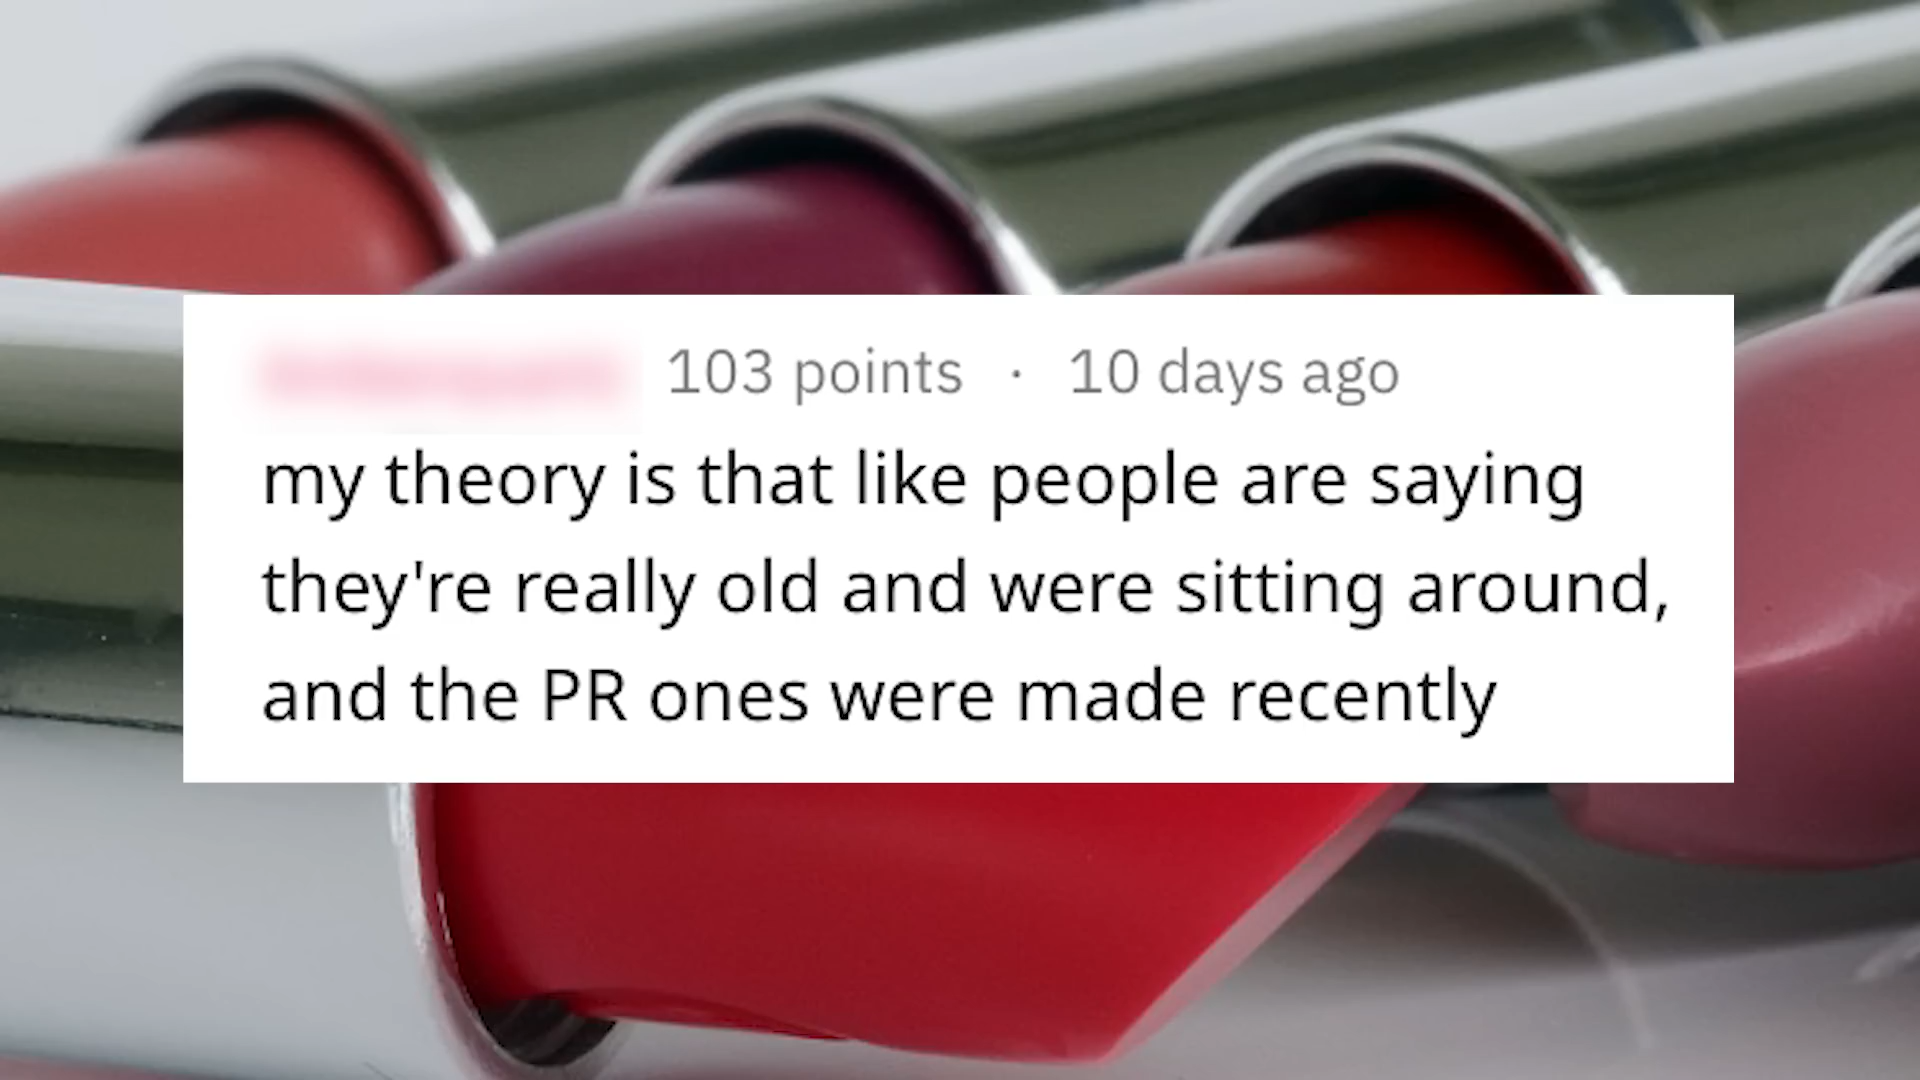 103 points · 10 days ago
my theory is that like people are saying
they're really old and were sitting around,
and the PR ones were made recently